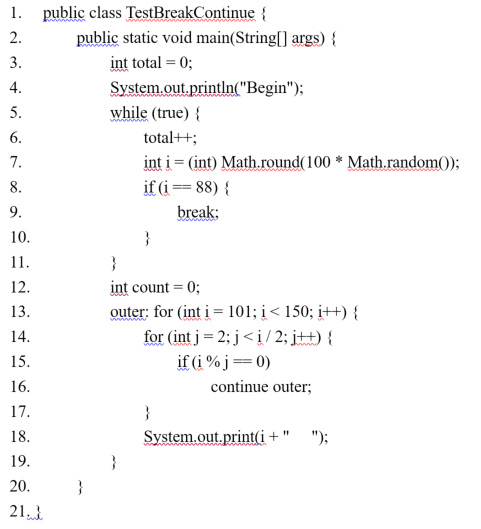 1. public class TestBreakContinue {
2. public static void main(String[] args) {
3. int total = 0;
4. System.out.println("Begin");
5. while (true) {
6. total++;
7. int i = (int) Math.round(100 * Math.random());
8. if (i == 88) {
9. break;
10. }
11. }
12. int count = 0;
13. outer: for (int i = 101; i < 150; i++) {
14. for (int j = 2; j < i / 2; j++) {
15. if (i % j == 0)
16. continue outer;
17. }
18. System.out.print(i + "     ");
19. }
20. }
21. }